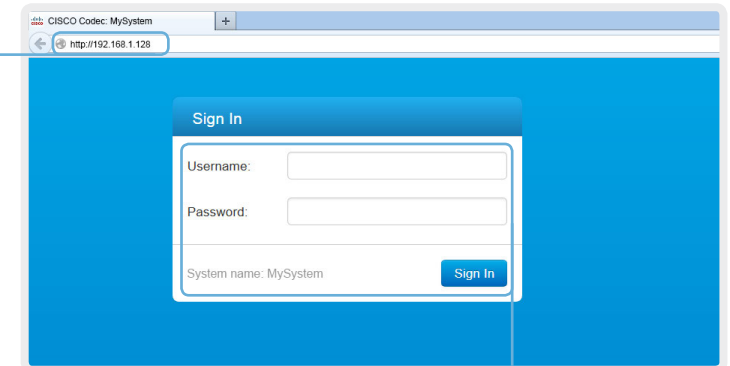 CISCO Codec: MySystem
+
http://192.168.1.128
Sign In
Username:
Password:
System name: MySystem
Sign In